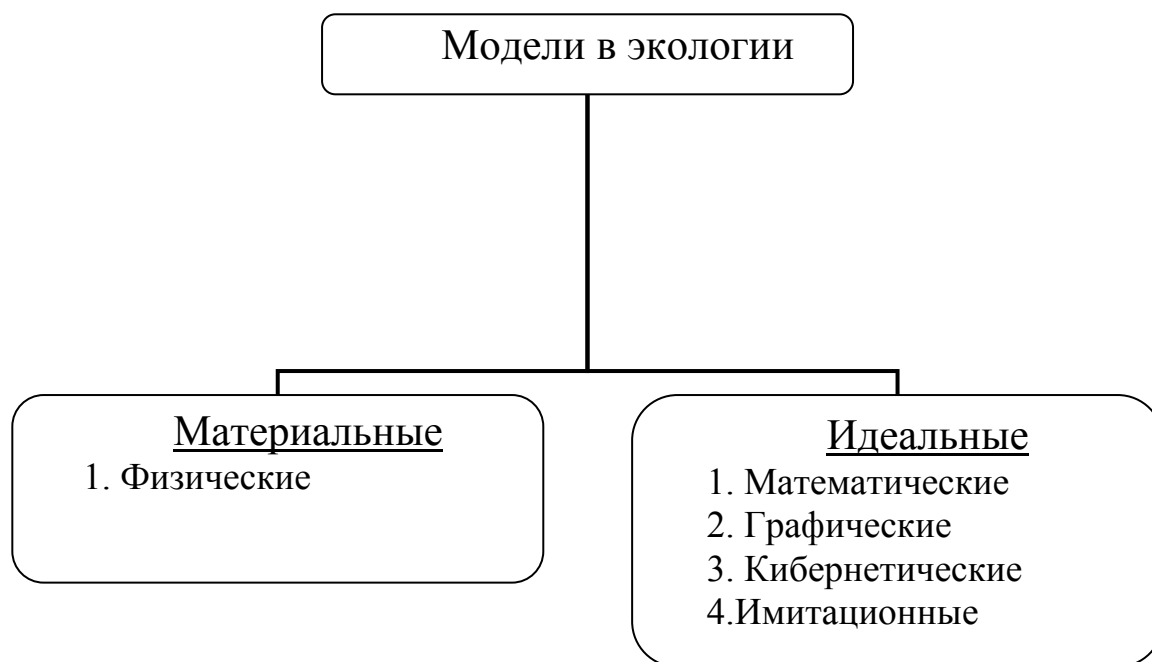 Модели в экологии
Материальные
1. Физические
Идеальные
1. Математические
2. Графические
3. Кибернетические
4.Имитационные